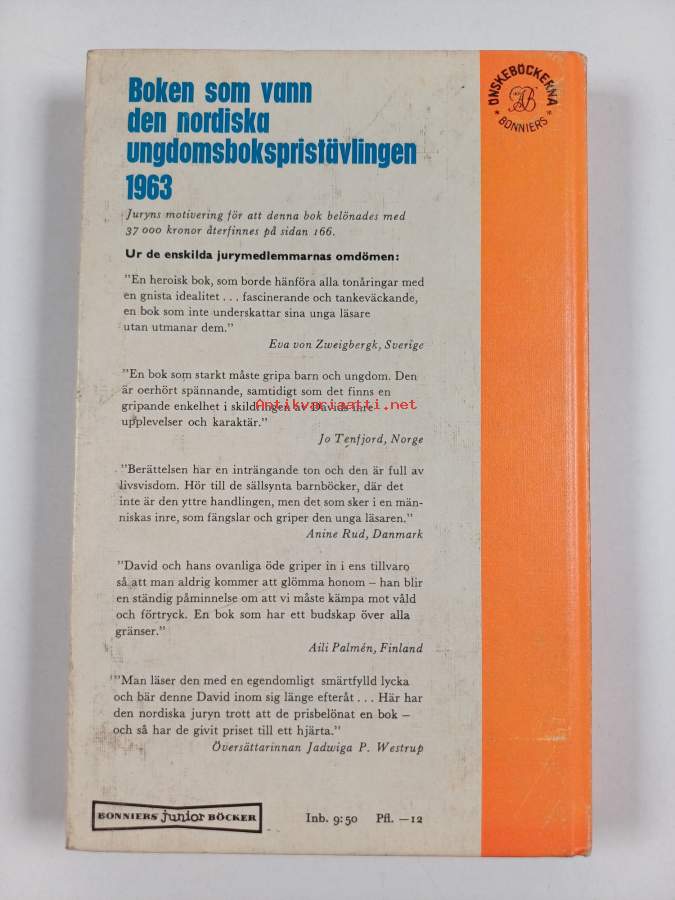 Boken som vann
den nordiska
ungdomsbokspristävlingen
1963
Juryns motivering för att denna bok belönades med
37 000 kronor återfinnes på sidan 166.
Ur de enskilda jurymedlemmarnas omdömen:
"En heroisk bok, som borde hänföra alla tonåringar med
en gnista idealitet . . . fascinerande och tankeväckande,
en bok som inte underskattar sina unga läsare
utan utmanar dem."
Eva von Zweigbergk, Sverige
"En bok som starkt måste gripa barn och ungdom. Den
är oerhört spännande, samtidigt som det finns en
gripande enkelhet i skildringen av Davids inre
upplevelser och karaktär."
Jo Tenfjord, Norge
"Berättelsen har en inträngande ton och den är full av
livsvisdom. Hör till de sällsynta barnböcker, där det
inte är den yttre handlingen, men det som sker i en män-
niskas inre, som fängslar och griper den unga läsaren."
Anine Rud, Danmark
"David och hans ovanliga öde griper in i ens tillvaro
så att man aldrig kommer att glömma honom – han blir
en ständig påminnelse om att vi måste kämpa mot våld
och förtryck. En bok som har ett budskap över alla
gränser."
Aili Palmén, Finland
"Man läser den med en egendomligt smärtfylld lycka
och bär denne David inom sig länge efteråt . . . Här har
den nordiska juryn trott att de prisbelönat en bok –
och så har de givit priset till ett hjärta."
Översättarinnan Jadwiga P. Westrup
BONNIERS junior BÖCKER
Inb. 9:50 Pfl. —12
* ÖNSKEBÖCKERNA *
AB
BONNIERS
Antikvariaatti.net